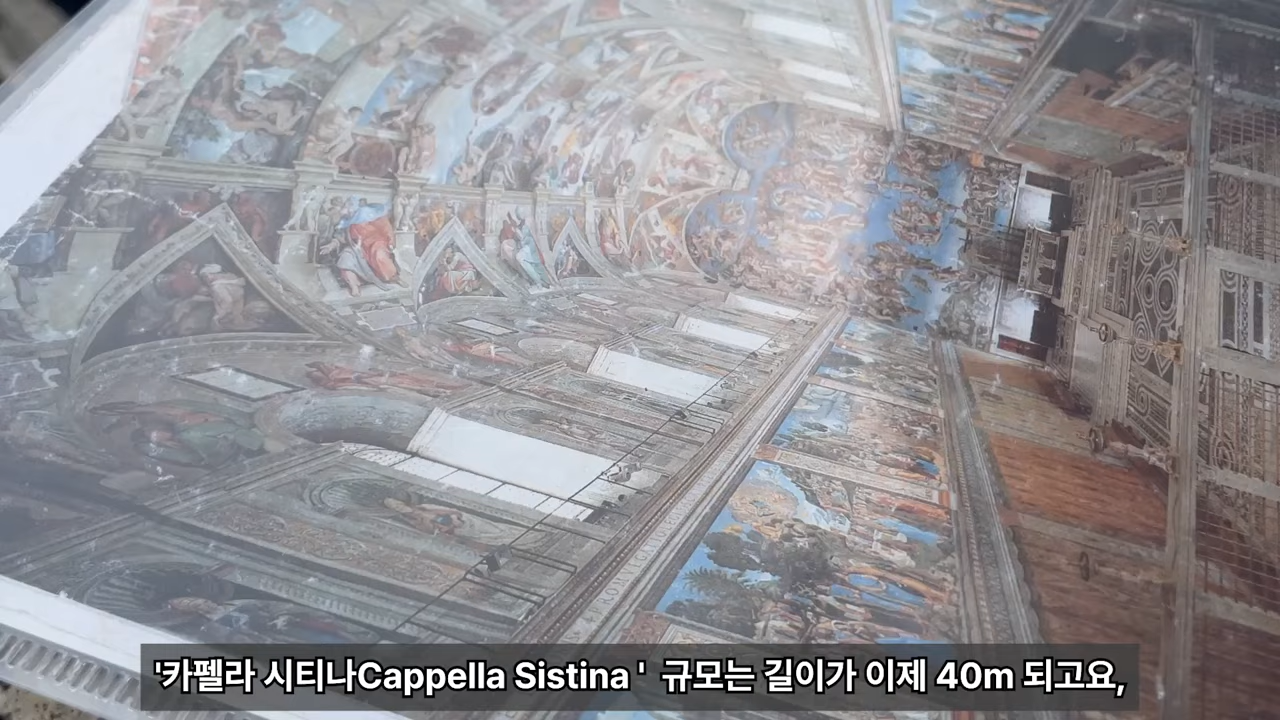 '카펠라 시티나Cappella Sistina '  규모는 길이가 이제 40m 되고요,